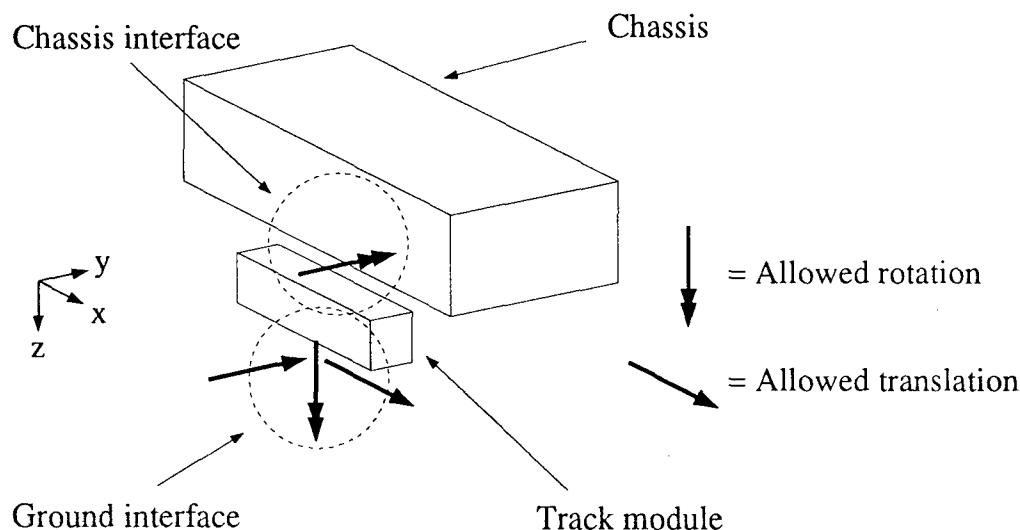 Chassis interface
Chassis
y
x
z
= Allowed rotation
= Allowed translation
Ground interface
Track module